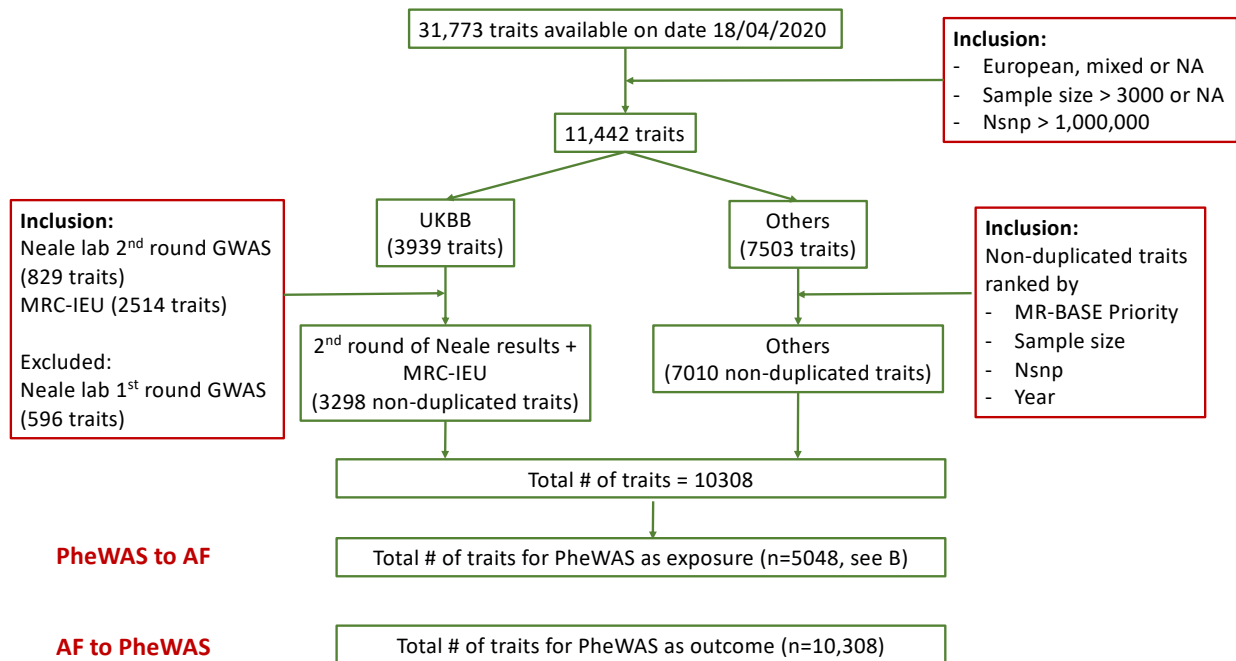 31,773 traits available on date 18/04/2020
Inclusion:
- European, mixed or NA
- Sample size > 3000 or NA
- Nsnp > 1,000,000
11,442 traits
Inclusion:
Neale lab 2nd round GWAS
(829 traits)
MRC-IEU (2514 traits)
Excluded:
Neale lab 1st round GWAS
(596 traits)
UKBB
(3939 traits)
Others
(7503 traits)
Inclusion:
Non-duplicated traits
ranked by
- MR-BASE Priority
- Sample size
- Nsnp
- Year
2nd round of Neale results +
MRC-IEU
(3298 non-duplicated traits)
Others
(7010 non-duplicated traits)
Total # of traits = 10308
PheWAS to AF
Total # of traits for PheWAS as exposure (n=5048, see B)
AF to PheWAS
Total # of traits for PheWAS as outcome (n=10,308)